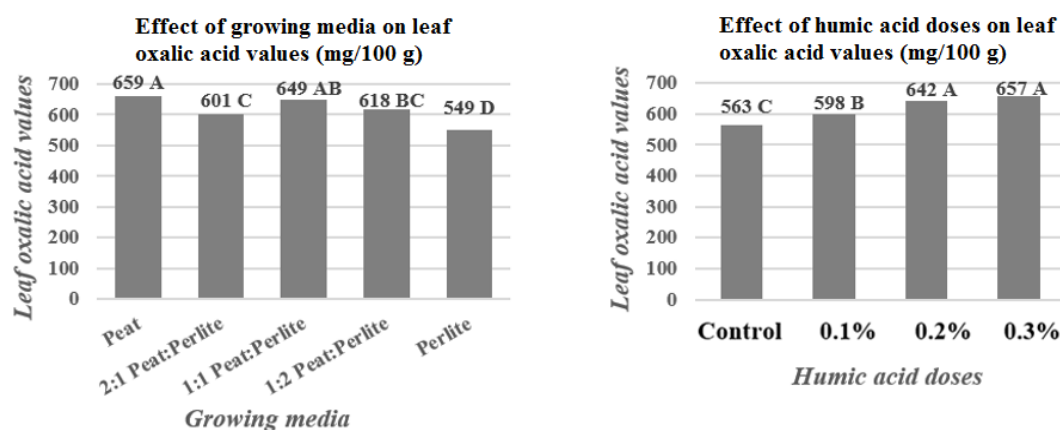 Effect of growing media on leaf
oxalic acid values (mg/100 g)
Leaf oxalic acid values
700
600
500
400
300
200
100
0
659 A
601 C
649 AB
618 BC
549 D
Peat
2:1 Peat:Perlite
1:1 Peat:Perlite
1:2 Peat:Perlite
Perlite
Growing media
Effect of humic acid doses on leaf
oxalic acid values (mg/100 g)
Leaf oxalic acid values
700
600
500
400
300
200
100
0
563 C
598 B
642 A
657 A
Control
0.1%
0.2%
0.3%
Humic acid doses